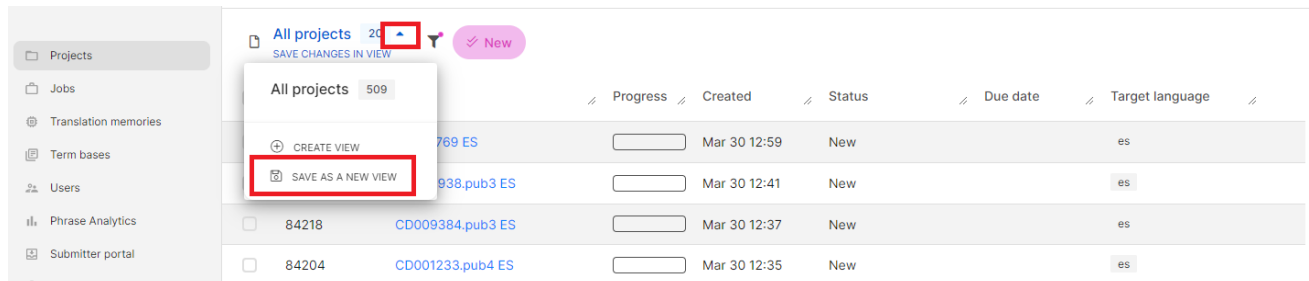 Projects
Jobs
Translation memories
Term bases
Users
Phrase Analytics
Submitter portal
All projects 20
SAVE CHANGES IN VIEW
New
All projects 509
CREATE VIEW
SAVE AS A NEW VIEW
Progress Created Status Due date Target language
769 ES Mar 30 12:59 New es
938.pub3 ES Mar 30 12:41 New es
84218 CD009384.pub3 ES Mar 30 12:37 New es
84204 CD001233.pub4 ES Mar 30 12:35 New es